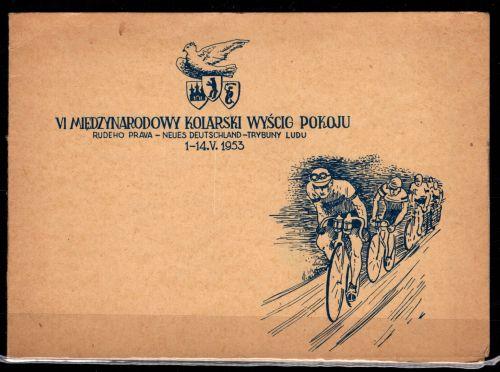 VI MIĘDZYNARODOWY KOLARSKI WYŚCIG POKOJU
RUDEHO PRAVA - NEUES DEUTSCHLAND - TRYBUNY LUDU
1-14.V.1953